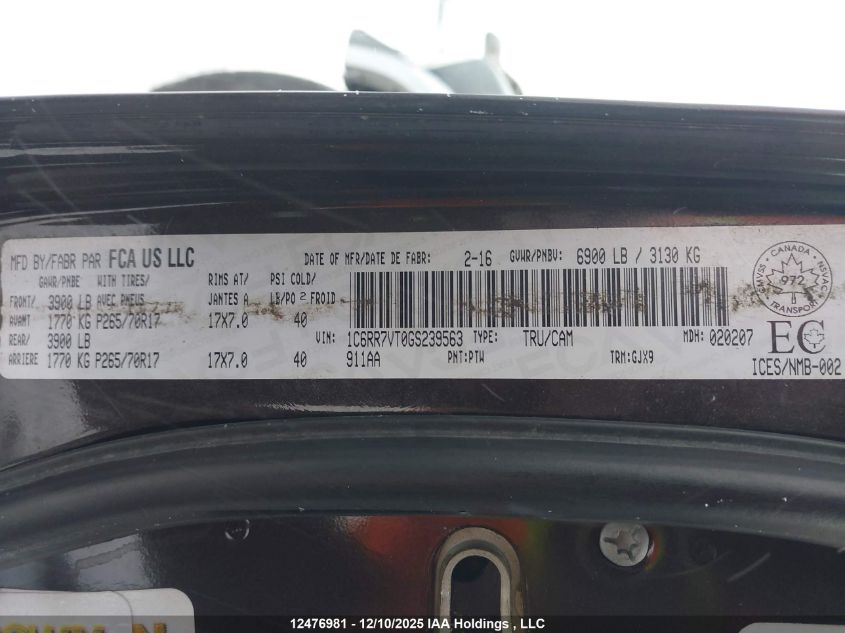 MFD BY/FABR PAR FCA US LLC DATE OF MFR/DATE DE FABR: 2-16 GVWR/PNBV: 6900 LB / 3130 KG
GAWR/PNBE WITH TIRES/ RIMS AT/ PSI COLD/
FRONT/ 3900 LB AVEC PNEUS JANTES A LB/PO 2 FROID
AVANT 1770 KG P265/70R17 17X7.0 40
REAR/ 3900 LB
ARRIERE 1770 KG P265/70R17 17X7.0 40
VIN: 1C6RR7VT0GS239563 TYPE: TRU/CAM MDH: 020207
911AA PNT: PTW TRM: GJX9
CANADA
972
TRANSPORT
EC
ICES/NMB-002
12476981 - 12/10/2025 IAA Holdings , LLC